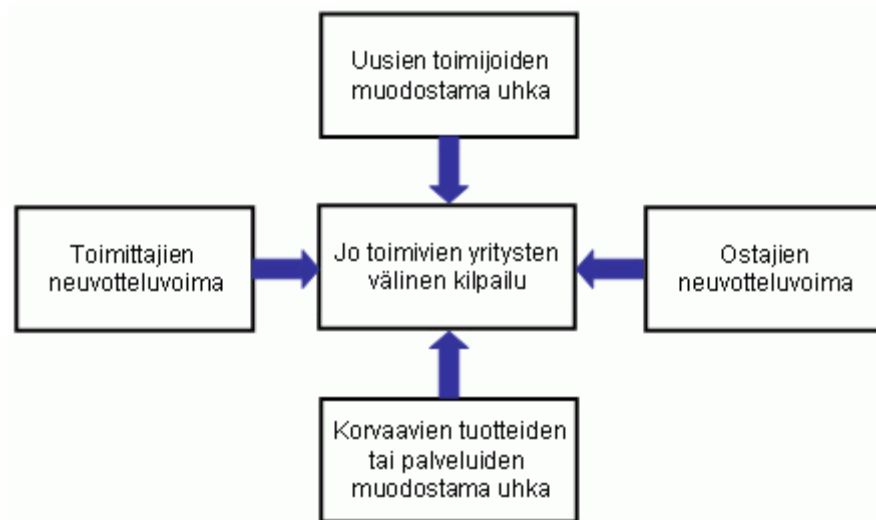 Uusien toimijoiden
muodostama uhka
Toimittajien
neuvotteluvoima
Jo toimivien yritysten
välinen kilpailu
Ostajien
neuvotteluvoima
Korvaavien tuotteiden
tai palveluiden
muodostama uhka